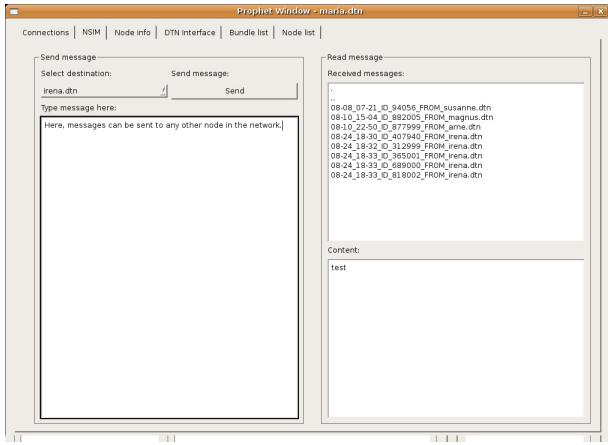 Prophet Window - maria.dtn
Connections NSIM Node info DTN Interface Bundle list Node list
Send message
Select destination:
Send message:
irena.dtn
Send
Type message here:
Here, messages can be sent to any other node in the network.
Read message
Received messages:
.
..
08-08_07-21_ID_94056_FROM_susanne.dtn
08-10_15-04_ID_882005_FROM_magnus.dtn
08-10_22-50_ID_877999_FROM_arne.dtn
08-24_18-30_ID_407940_FROM_irena.dtn
08-24_18-32_ID_312999_FROM_irena.dtn
08-24_18-33_ID_365001_FROM_irena.dtn
08-24_18-33_ID_689000_FROM_irena.dtn
08-24_18-33_ID_818002_FROM_irena.dtn
Content:
test